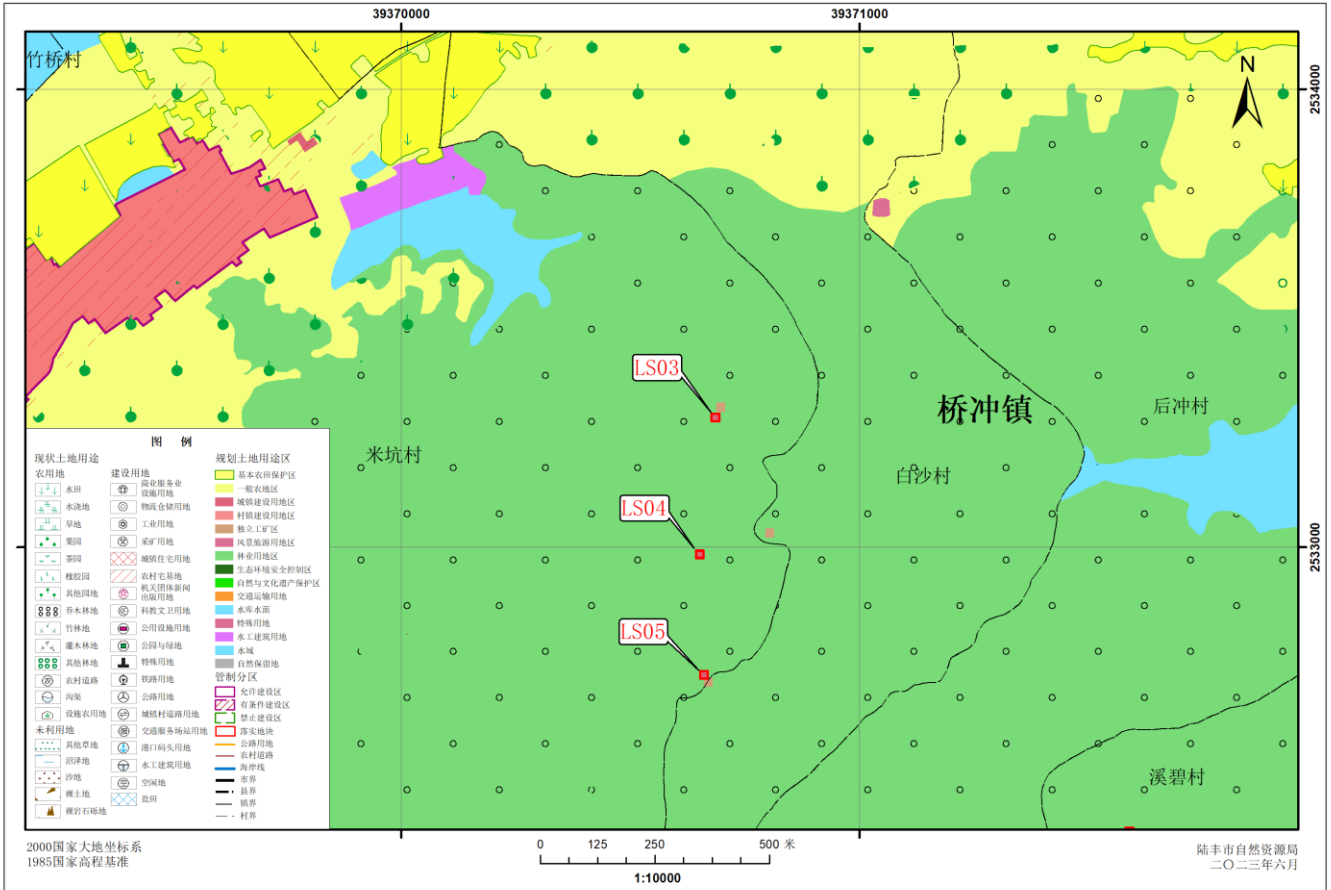 39370000
39371000
竹桥村
N
2534000
LS03
桥冲镇
后冲村
米坑村
白沙村
LS04
2533000
LS05
溪碧村
图 例
现状土地用途
农用地
水田
水浇地
旱地
果园
茶园
橡胶园
其他园地
乔木林地
竹林地
灌木林地
其他林地
农村道路
沟渠
设施农用地
未利用地
其他草地
沼泽地
沙地
裸土地
裸岩石砾地
建设用地
商业服务业
设施用地
物流仓储用地
工业用地
采矿用地
城镇住宅用地
农村宅基地
机关团体新闻
出版用地
科教文卫用地
公用设施用地
公园与绿地
特殊用地
铁路用地
公路用地
城镇村道路用地
交通服务场站用地
港口码头用地
水工建筑用地
空闲地
盐田
规划土地用途区
基本农田保护区
一般农地区
城镇建设用地区
村镇建设用地区
独立工矿区
风景旅游用地区
林业用地区
生态环境安全控制区
自然与文化遗产保护区
交通运输用地
水库水面
特殊用地
水工建筑用地
水域
自然保留地
管制分区
允许建设区
有条件建设区
禁止建设区
落实地块
公路用地
农村道路
海岸线
市界
县界
镇界
村界
2000国家大地坐标系
1985国家高程基准
0 125 250 500 米
1:10000
陆丰市自然资源局
二〇二三年六月